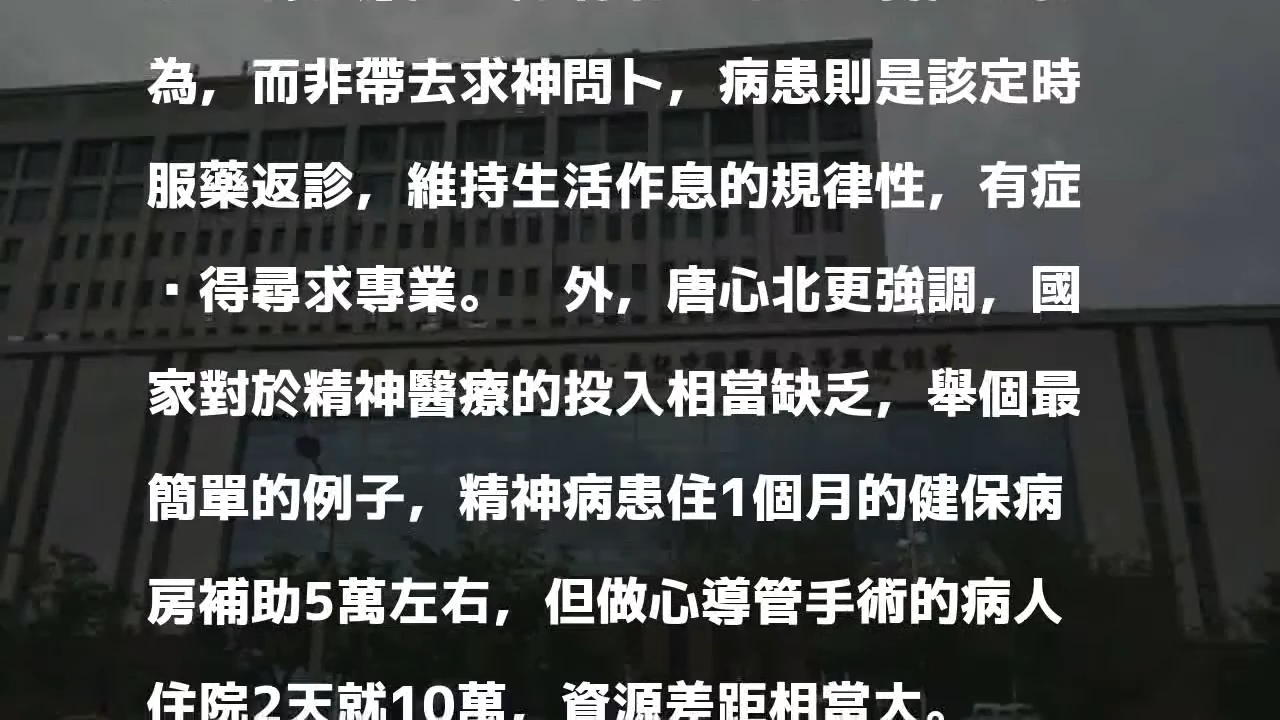 為，而非帶去求神問卜，病患則是該定時
服藥返診，維持生活作息的規律性，有症
·得尋求專業。　外，唐心北更強調，國
家對於精神醫療的投入相當缺乏，舉個最
簡單的例子，精神病患住1個月的健保病
房補助5萬左右，但做心導管手術的病人
住院2天就10萬，資源差距相當大。